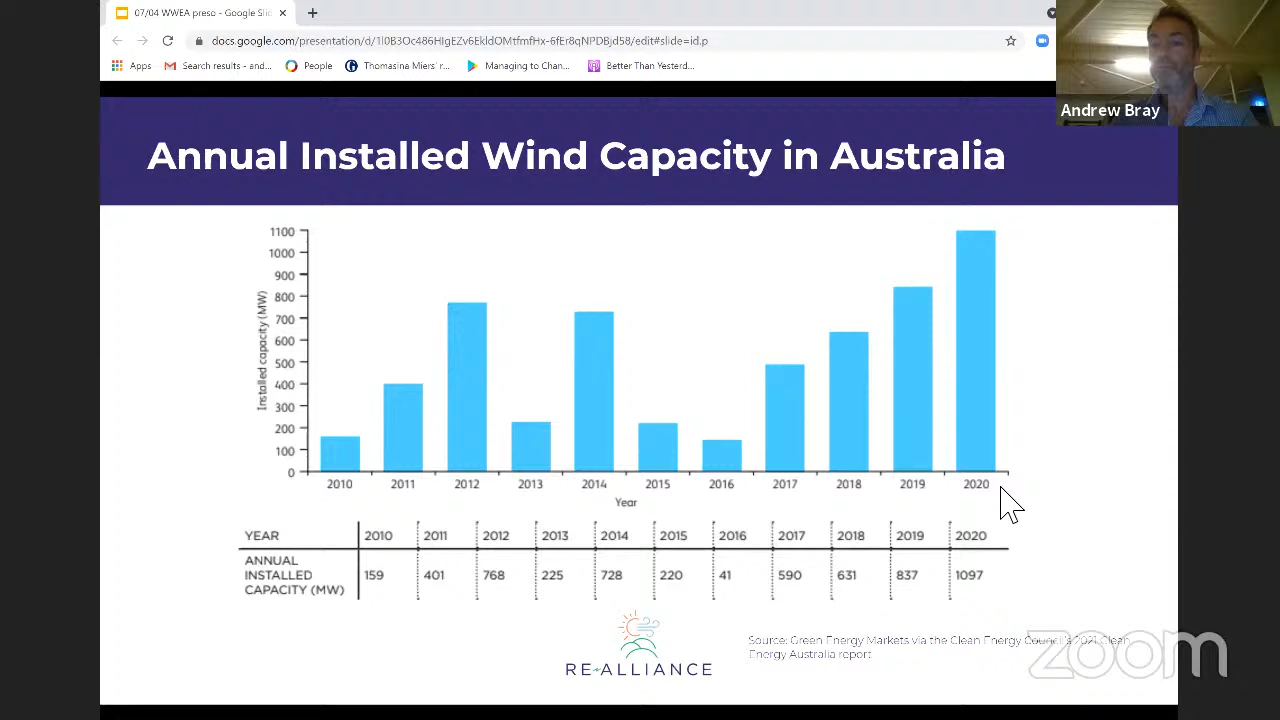 07/04 WWEA preso - Google Slid
docs.google.com/presentation/d/
/edit#slide=id.p
Apps
Search results - and...
People
Thomasina Miers' r...
Managing to Chan...
Better Than Yesterd...
Andrew Bray
Annual Installed Wind Capacity in Australia
1100
1000
900
800
700
600
500
400
300
200
100
0
Installed capacity (MW)
2010 2011 2012 2013 2014 2015 2016 2017 2018 2019 2020
Year
YEAR 2010 2011 2012 2013 2014 2015 2016 2017 2018 2019 2020
ANNUAL
INSTALLED 159 401 768 225 728 220 41 590 631 837 1097
CAPACITY (MW)
RE-ALLIANCE
Source: Green Energy Markets via the Clean Energy Council's 2021 Clean
Energy Australia report
zoom